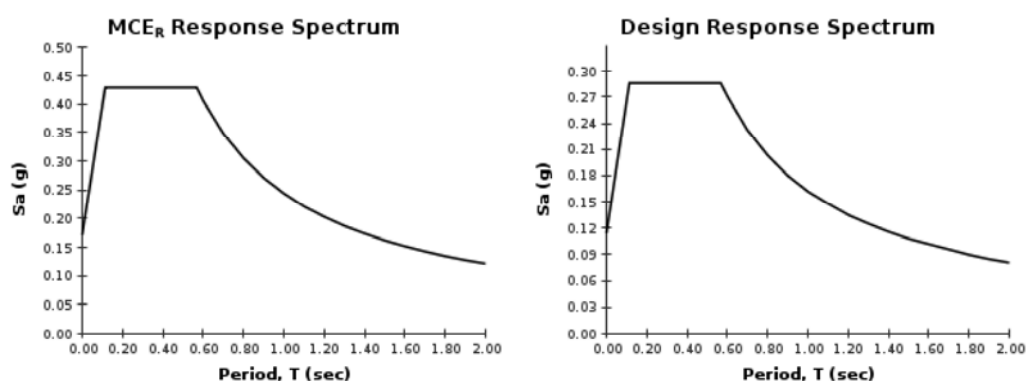 MCER Response Spectrum
0.50
0.45
0.40
0.35
0.30
0.25
0.20
0.15
0.10
0.05
0.00
Sa (g)
0.00 0.20 0.40 0.60 0.80 1.00 1.20 1.40 1.60 1.80 2.00
Period, T (sec)
Design Response Spectrum
0.30
0.27
0.24
0.21
0.18
0.15
0.12
0.09
0.06
0.03
0.00
Sa (g)
0.00 0.20 0.40 0.60 0.80 1.00 1.20 1.40 1.60 1.80 2.00
Period, T (sec)